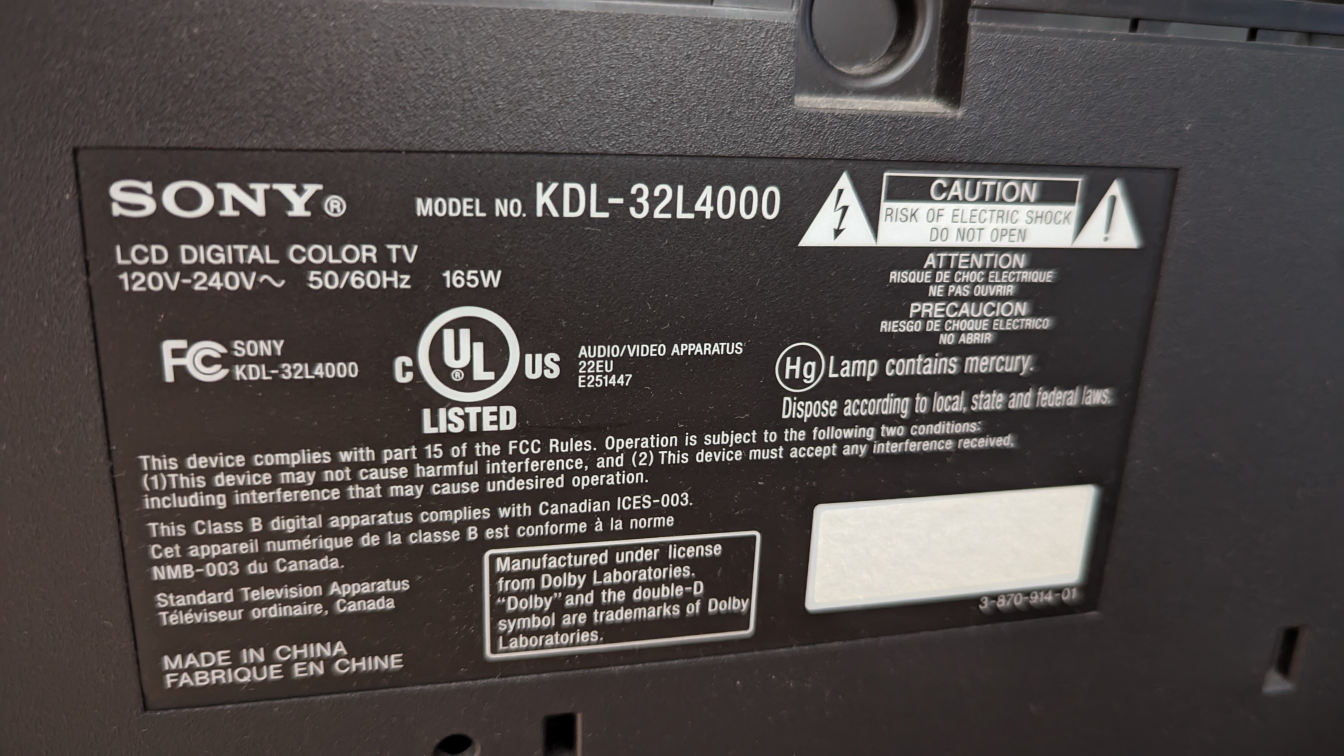 SONY®
MODEL NO. KDL-32L4000
LCD DIGITAL COLOR TV
120V-240V~ 50/60Hz 165W
CAUTION
RISK OF ELECTRIC SHOCK
DO NOT OPEN
ATTENTION
RISQUE DE CHOC ELECTRIQUE
NE PAS OUVRIR
PRECAUCION
RIESGO DE CHOQUE ELECTRICO
NO ABRIR
FC SONY
KDL-32L4000
C UL® US
LISTED
AUDIO/VIDEO APPARATUS
22EU
E251447
Hg Lamp contains mercury.
Dispose according to local, state and federal laws.
This device complies with part 15 of the FCC Rules. Operation is subject to the following two conditions:
(1)This device may not cause harmful interference, and (2) This device must accept any interference received,
including interference that may cause undesired operation.
This Class B digital apparatus complies with Canadian ICES-003.
Cet appareil numérique de la classe B est conforme à la norme
NMB-003 du Canada.
Standard Television Apparatus
Téléviseur ordinaire, Canada
MADE IN CHINA
FABRIQUE EN CHINE
Manufactured under license
from Dolby Laboratories.
"Dolby" and the double-D
symbol are trademarks of Dolby
Laboratories.
3-870-914-01